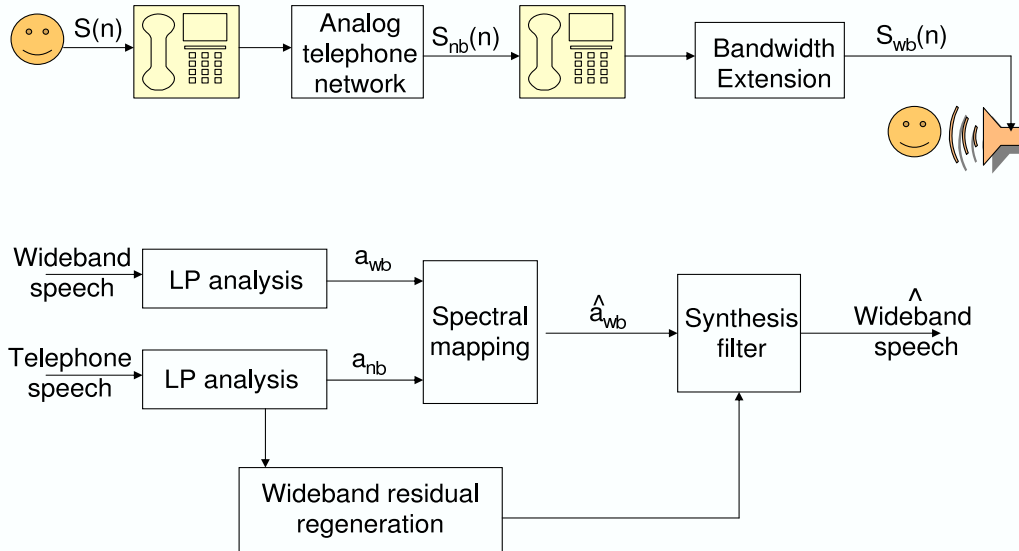 S(n)
Analog
telephone
network
S_nb(n)
Bandwidth
Extension
S_wb(n)
Wideband
speech
LP analysis
a_wb
Telephone
speech
LP analysis
a_nb
Spectral
mapping
â_wb
Synthesis
filter
^
Wideband
speech
Wideband residual
regeneration